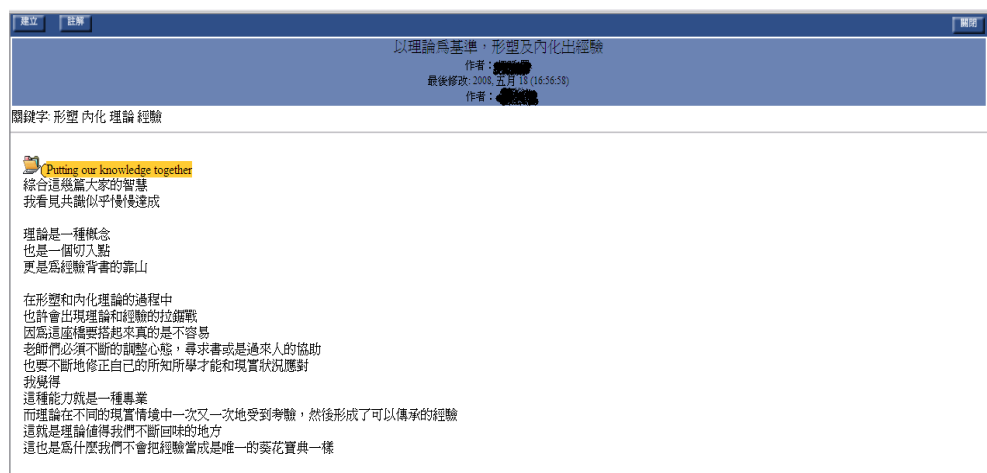 建立 註解 關閉
以理論為基準，形塑及內化出經驗
作者：
最後修改: 2008, 五月 18 (16:56:58)
作者：
關鍵字: 形塑 內化 理論 經驗
Putting our knowledge together
綜合這幾篇大家的智慧
我看見共識似乎慢慢達成
理論是一種概念
也是一個切入點
更是為經驗背書的靠山
在形塑和內化理論的過程中
也許會出現理論和經驗的拉鋸戰
因為這座橋要搭起來真的是不容易
老師們必須不斷的調整心態，尋求書或是過來人的協助
也要不斷地修正自己的所知所學才能和現實狀況應對
我覺得
這種能力就是一種專業
而理論在不同的現實情境中一次又一次地受到考驗，然後形成了可以傳承的經驗
這就是理論值得我們不斷回味的地方
這也是為什麼我們不會把經驗當成是唯一的葵花寶典一樣